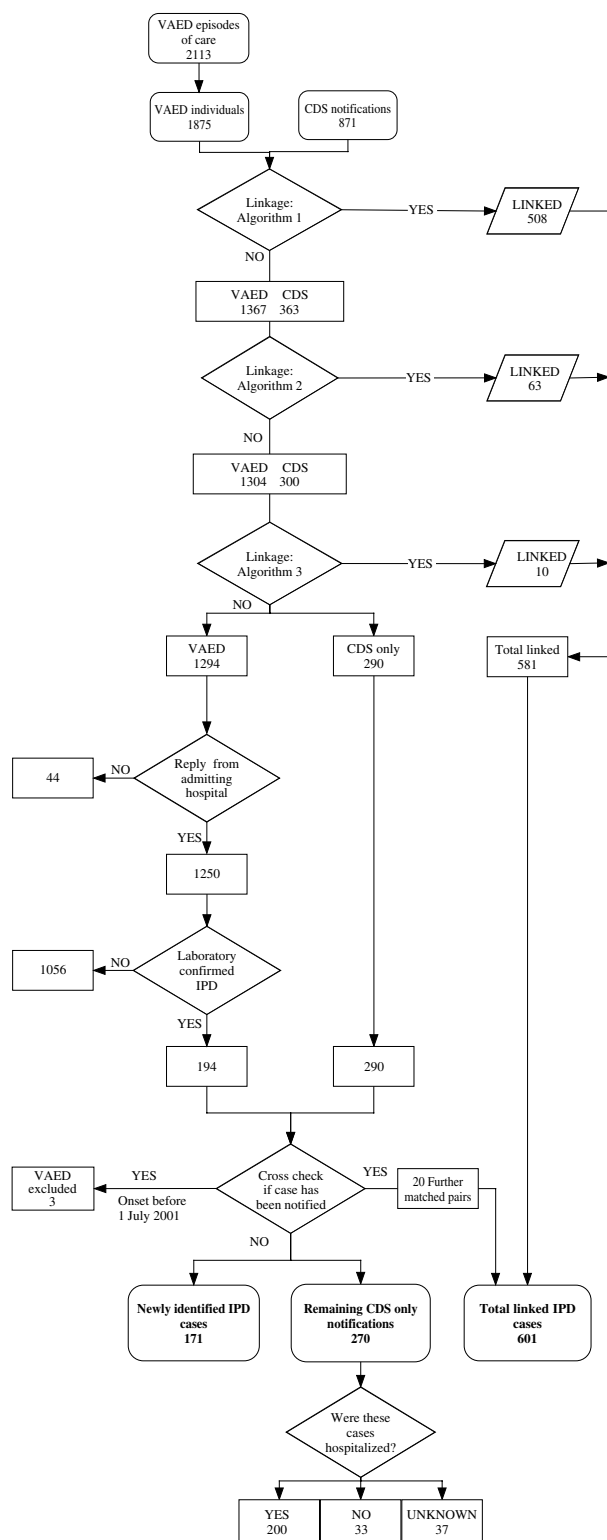 VAED episodes
of care
2113
VAED individuals
1875
CDS notifications
871
Linkage:
Algorithm 1
YES
LINKED
508
NO
VAED CDS
1367 363
Linkage:
Algorithm 2
YES
LINKED
63
NO
VAED CDS
1304 300
Linkage:
Algorithm 3
YES
LINKED
10
NO
VAED
1294
CDS only
290
Total linked
581
Reply from
admitting
hospital
NO
44
YES
1250
Laboratory
confirmed
IPD
NO
1056
YES
194
290
Cross check
if case has
been notified
YES
Onset before
1 July 2001
VAED
excluded
3
YES
20 Further
matched pairs
NO
Newly identified IPD
cases
171
Remaining CDS only
notifications
270
Total linked IPD
cases
601
Were these
cases
hospitalized?
YES
200
NO
33
UNKNOWN
37